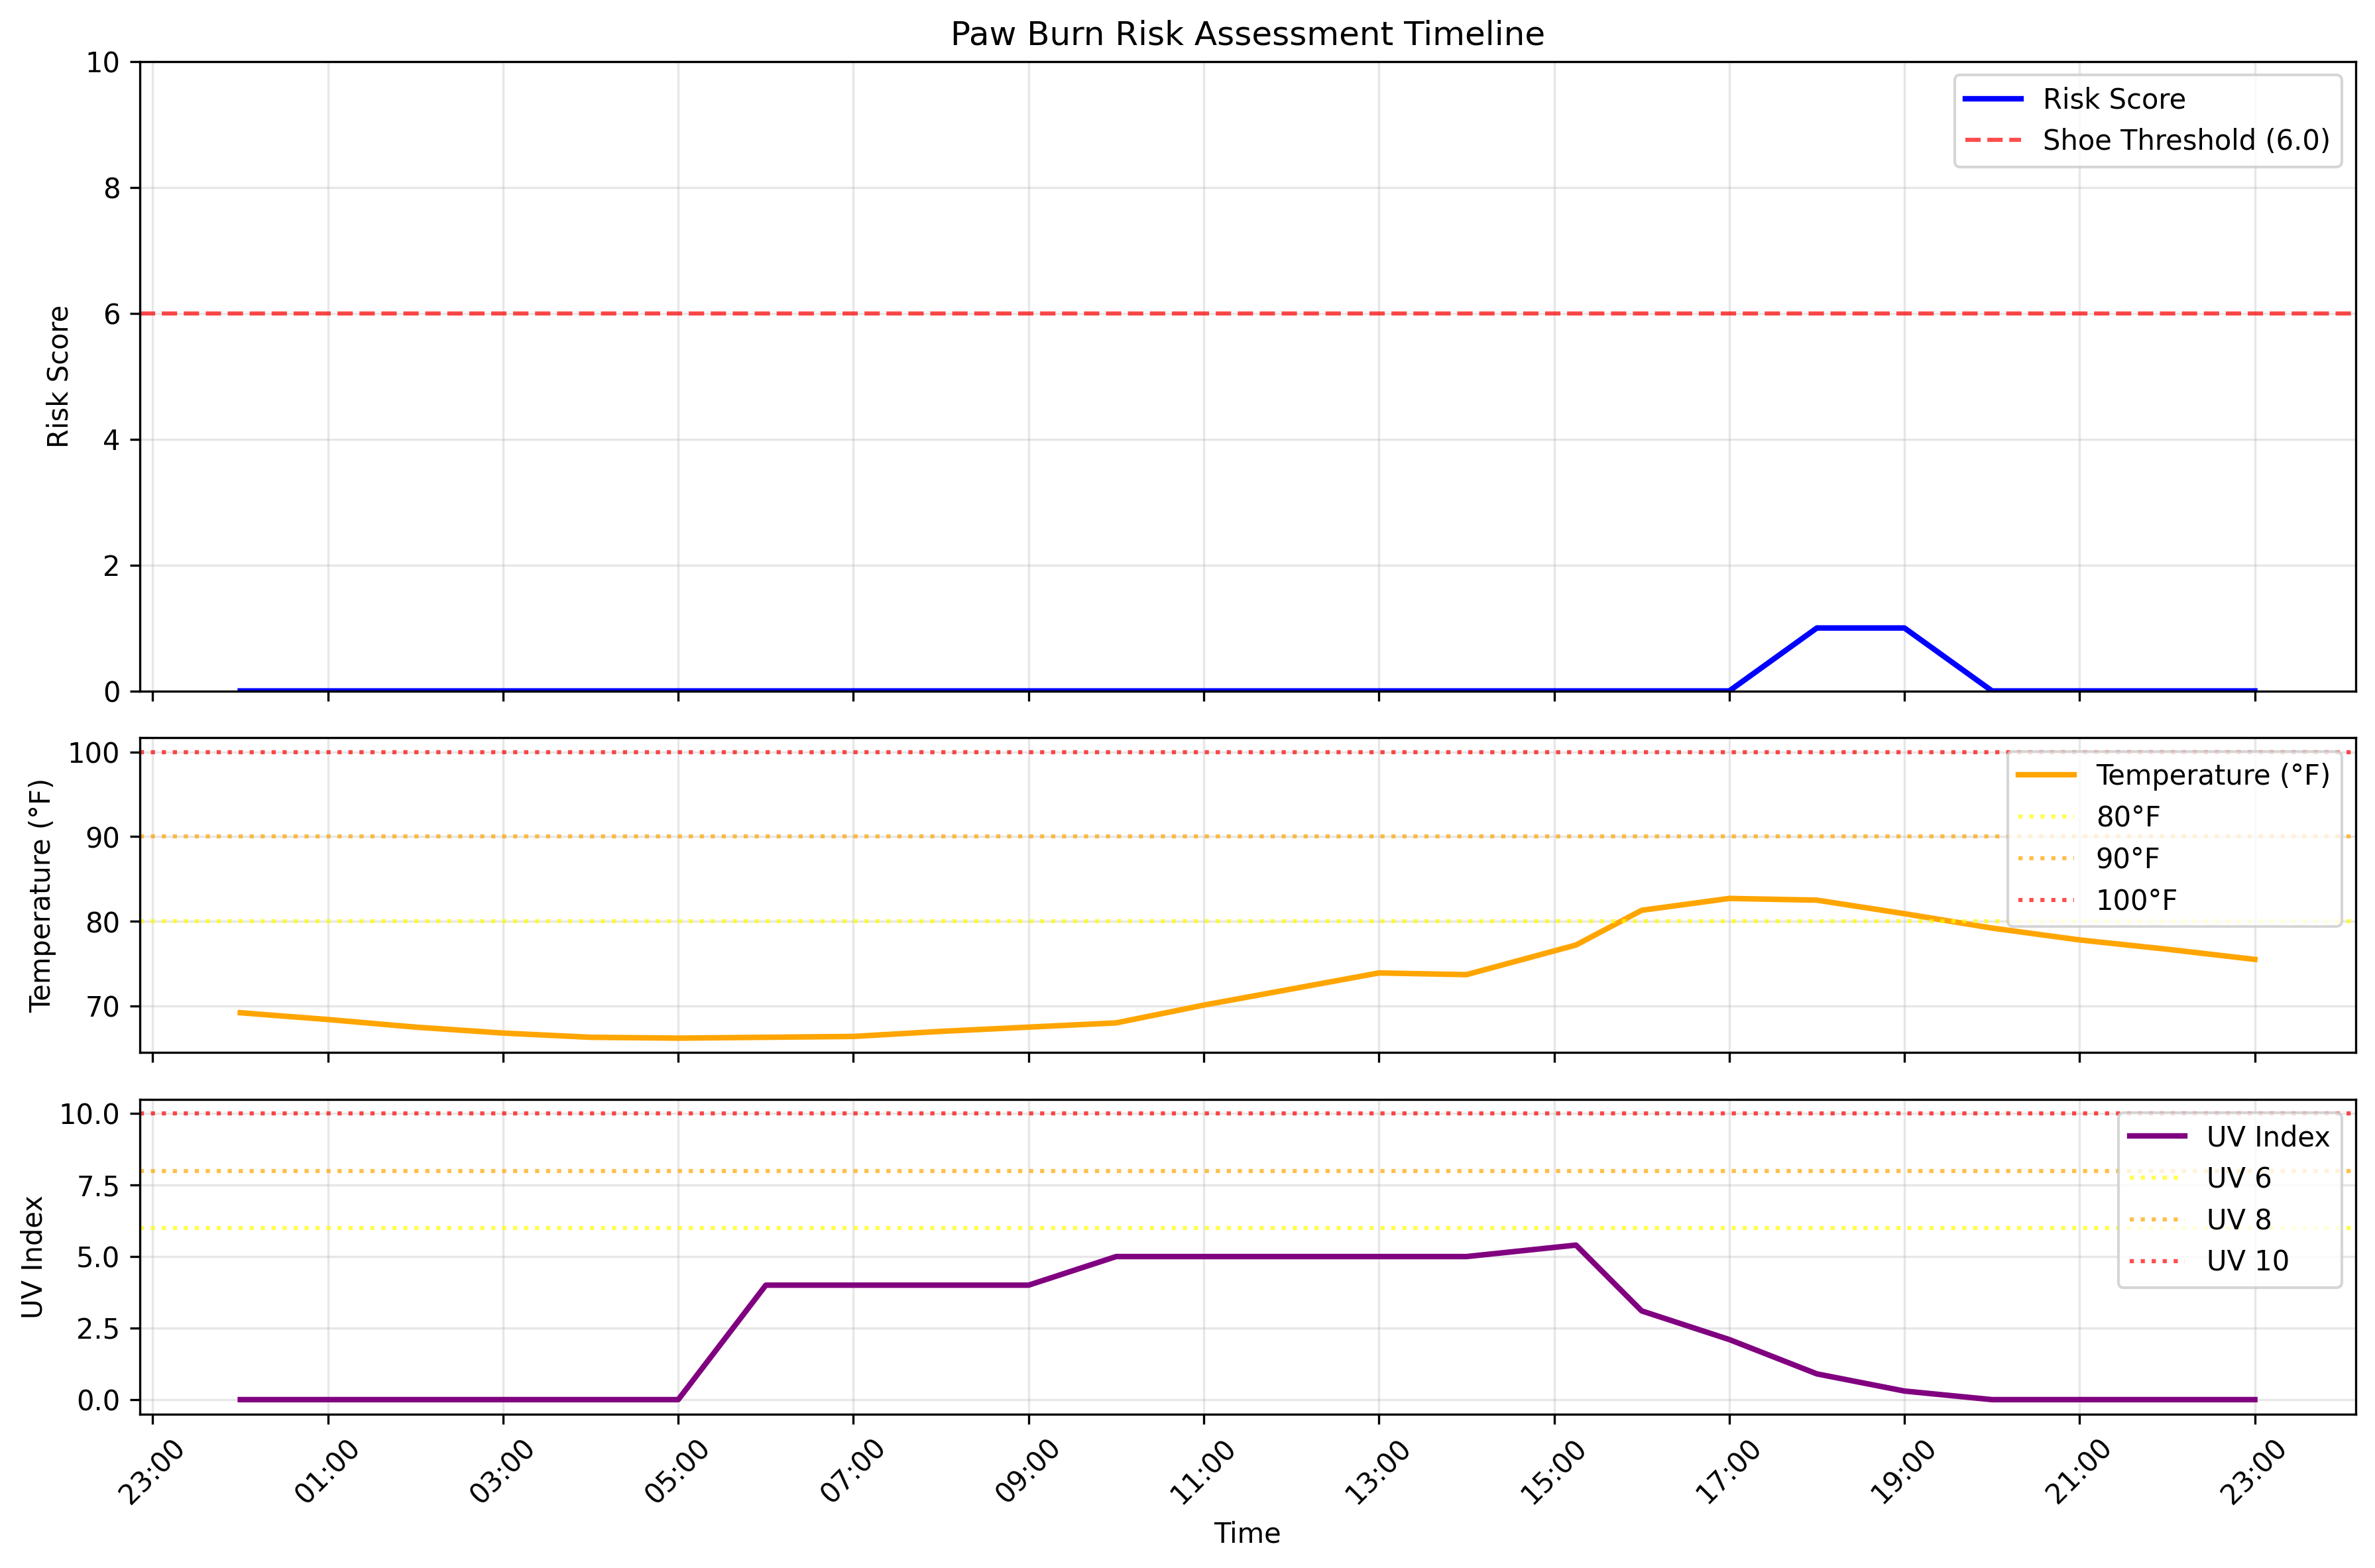 Paw Burn Risk Assessment Timeline
Risk Score
10
8
6
4
2
0
Risk Score
Shoe Threshold (6.0)
Temperature (°F)
100
90
80
70
Temperature (°F)
80°F
90°F
100°F
UV Index
10.0
7.5
5.0
2.5
0.0
UV Index
UV 6
UV 8
UV 10
23:00
01:00
03:00
05:00
07:00
09:00
11:00
13:00
15:00
17:00
19:00
21:00
23:00
Time